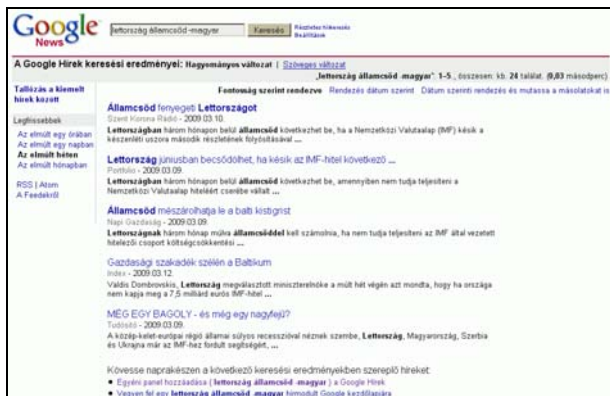 Google
News
lettország államcsőd -magyar
Keresés
Részletes hírkeresés
Beállítások
A Google Hírek keresési eredményei: Hagyományos változat | Szöveges változat
„lettország államcsőd -magyar": 1–5., összesen: kb. 24 találat. (0,03 másodperc)
Tallózás a kiemelt hírek között
Legfrissebbek
Az elmúlt egy órában
Az elmúlt egy napban
Az elmúlt héten
Az elmúlt hónapban
RSS | Atom
A Feedekről
Fontosság szerint rendezve Rendezés dátum szerint Dátum szerinti rendezés és mutassa a másolatokat is
Államcsőd fenyegeti Lettországot
Szent Korona Rádió - 2009.03.10.
Lettországban három hónapon belül államcsőd következhet be, ha a Nemzetközi Valutaalap (IMF) késik a
készenléti uszora második részletének folyósításával ...
Lettország júniusban becsődölhet, ha késik az IMF-hitel következő ...
Portfolio - 2009.03.09.
Lettországban három hónapon belül államcsőd következhet be, amennyiben nem tudja teljesíteni a
Nemzetközi Valutaalap hiteléért cserébe vállalt ...
Államcsőd mészárolhatja le a balti kistigrist
Napi Gazdaság - 2009.03.09.
Lettországnak három hónap múlva államcsőddel kell számolnia, ha nem tudja teljesíteni az IMF által vezetett
hitelezői csoport költségcsökkentési ...
Gazdasági szakadék szélén a Baltikum
Index - 2009.03.12.
Valdis Dombrovskis, Lettország megválasztott miniszterelnöke a múlt hét végén azt mondta, hogy ha országa
nem kapja meg a 7,5 milliárd eurós IMF-hitel ...
MÉG EGY BAGOLY - és még egy nagyfejű?
Tudósító - 2009.03.09.
A közép-kelet-európai régió államai súlyos recesszióval néznek szembe, Lettország, Magyarország, Szerbia
és Ukrajna már az IMF-hez fordult segítségért, ...
Kövesse naprakészen a következő keresési eredményekben szereplő híreket:
Egyéni panel hozzáadása ( lettország államcsőd -magyar ) a Google Hírek
Vegyen fel egy lettország államcsőd -magyar hírmodult Google kezdőlapjára